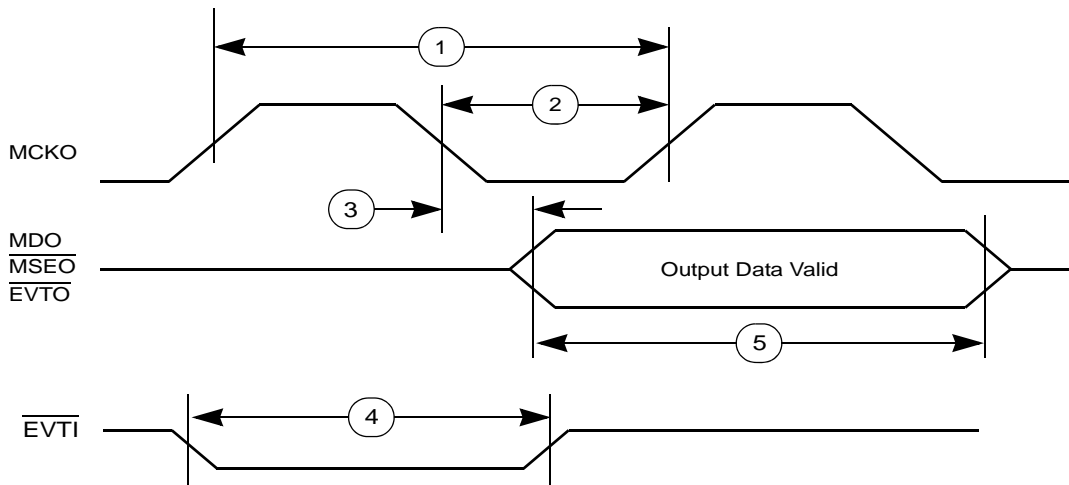 1
2
MCKO
3
MDO
MSEO
EVTO
Output Data Valid
5
4
EVTI